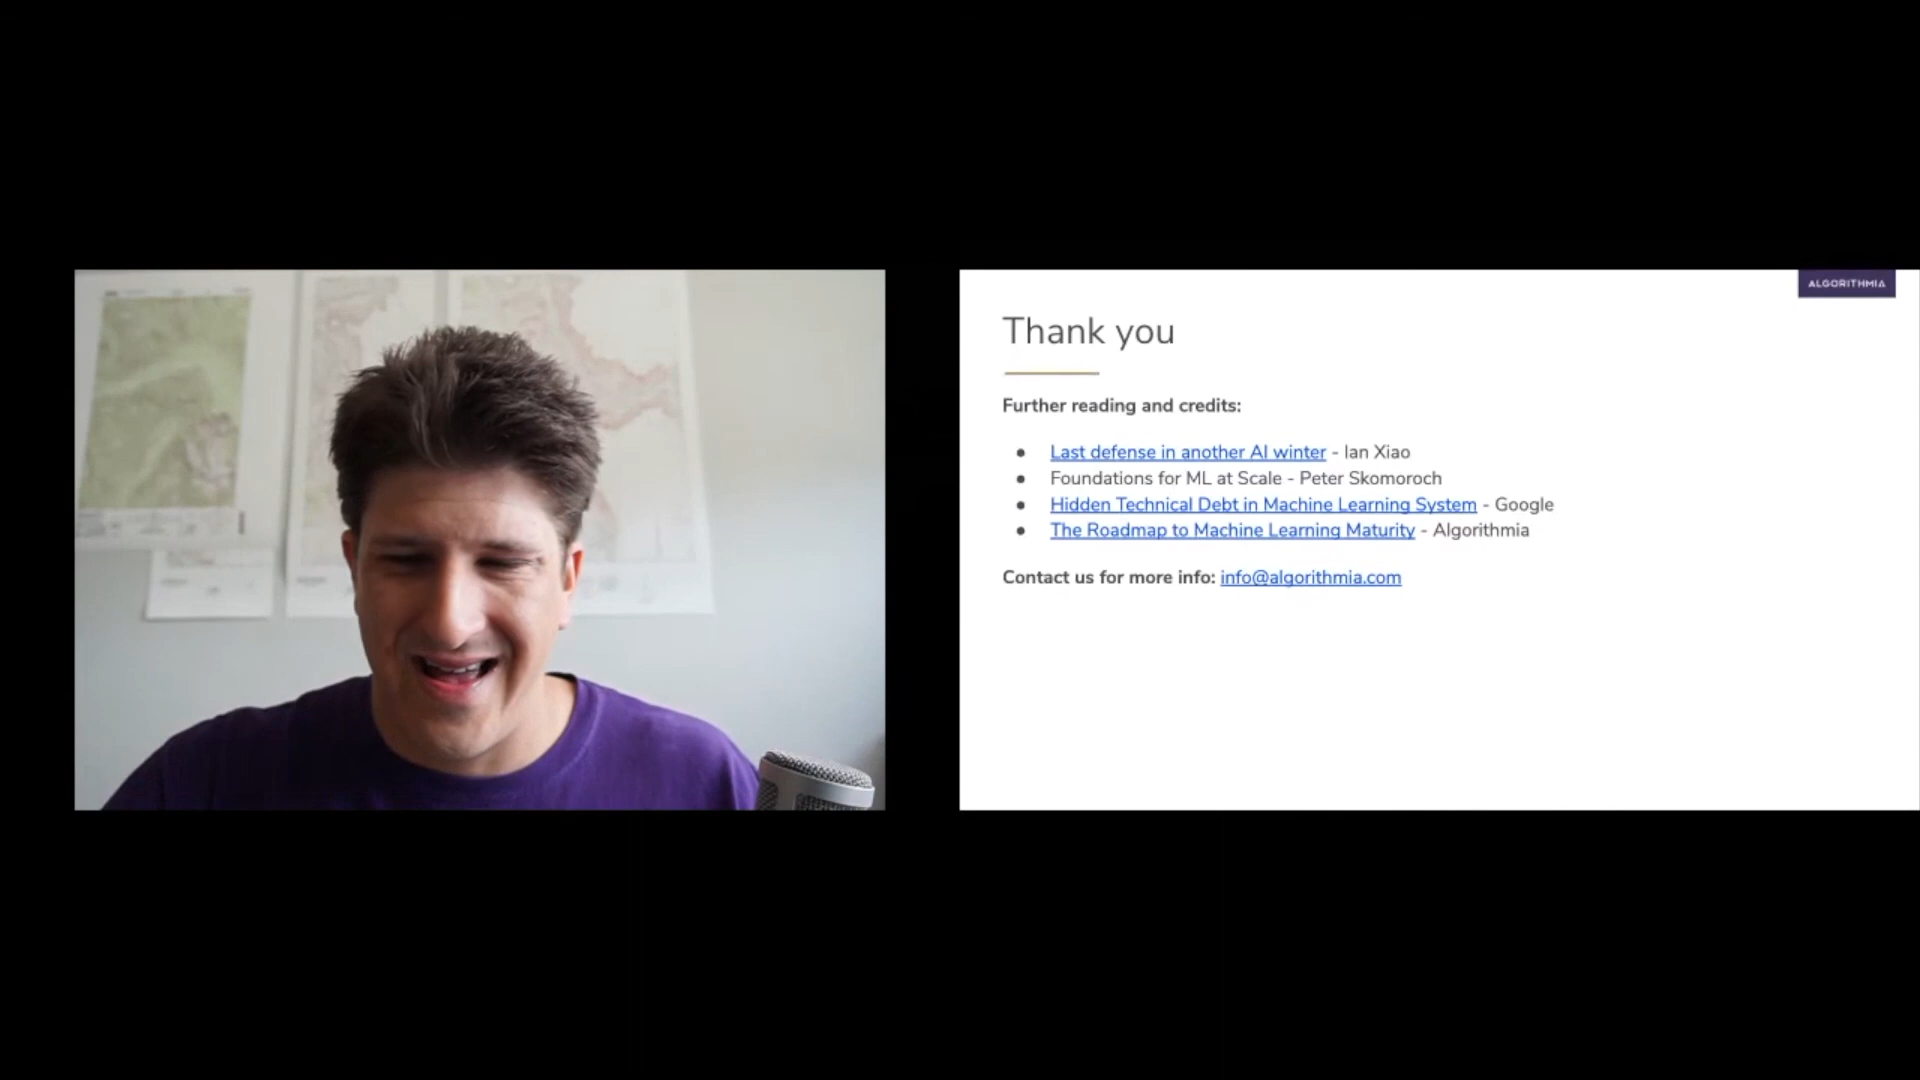 ALGORITHMIA
Thank you
Further reading and credits:
● Last defense in another AI winter - Ian Xiao
● Foundations for ML at Scale - Peter Skomoroch
● Hidden Technical Debt in Machine Learning System - Google
● The Roadmap to Machine Learning Maturity - Algorithmia
Contact us for more info: info@algorithmia.com